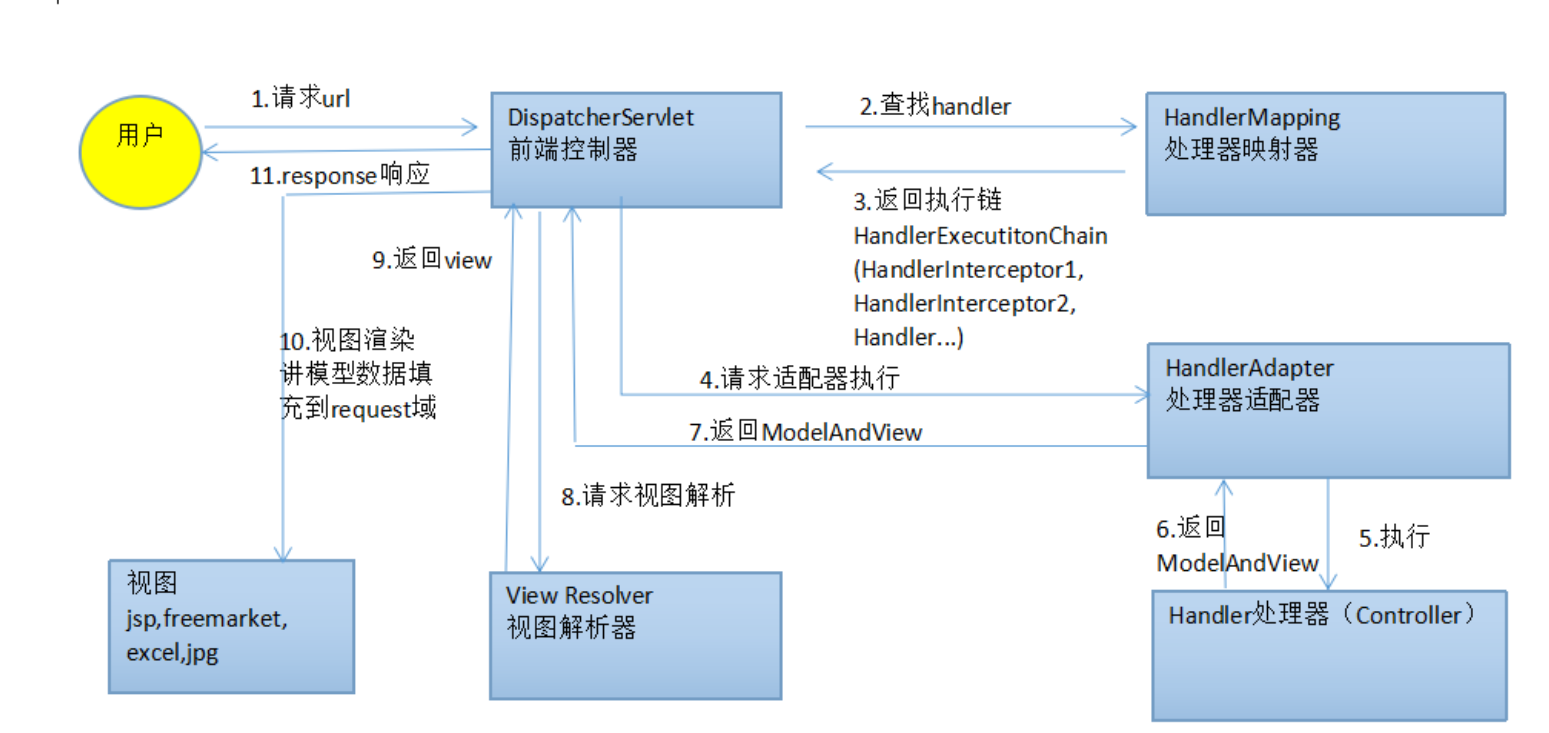 1.请求url
用户
DispatcherServlet
前端控制器
2.查找handler
HandlerMapping
处理器映射器
11.response响应
3.返回执行链
HandlerExecutitonChain
(HandlerInterceptor1,
HandlerInterceptor2,
Handler...)
9.返回view
10.视图渲染
讲模型数据填
充到request域
4.请求适配器执行
HandlerAdapter
处理器适配器
7.返回ModelAndView
8.请求视图解析
6.返回
ModelAndView
5.执行
视图
jsp,freemarket,
excel,jpg
View Resolver
视图解析器
Handler处理器（Controller）